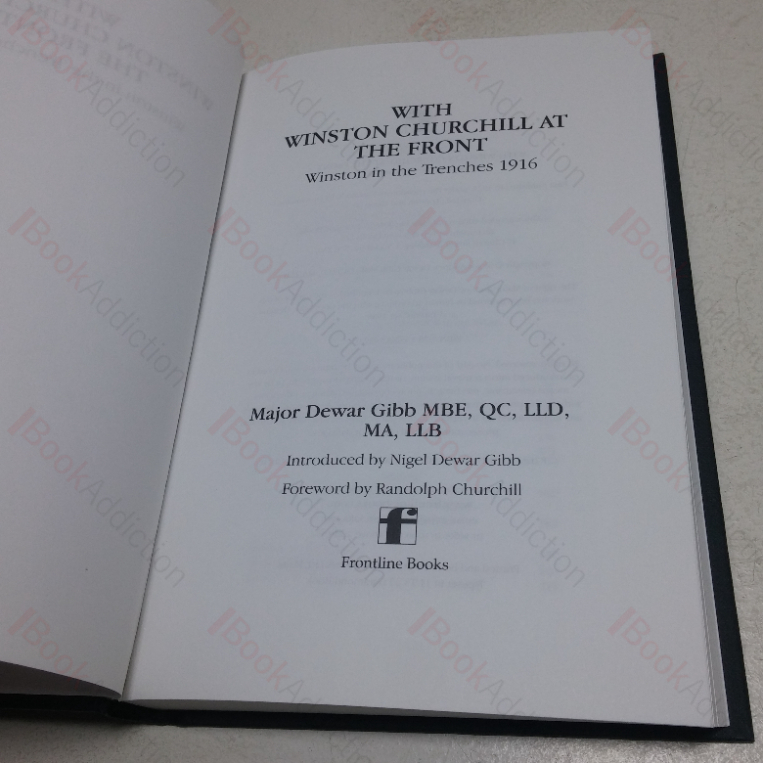 WITH
WINSTON CHURCHILL AT
THE FRONT
Winston in the Trenches 1916
Major Dewar Gibb MBE, QC, LLD,
MA, LLB
Introduced by Nigel Dewar Gibb
Foreword by Randolph Churchill
f
Frontline Books
BookAddiction